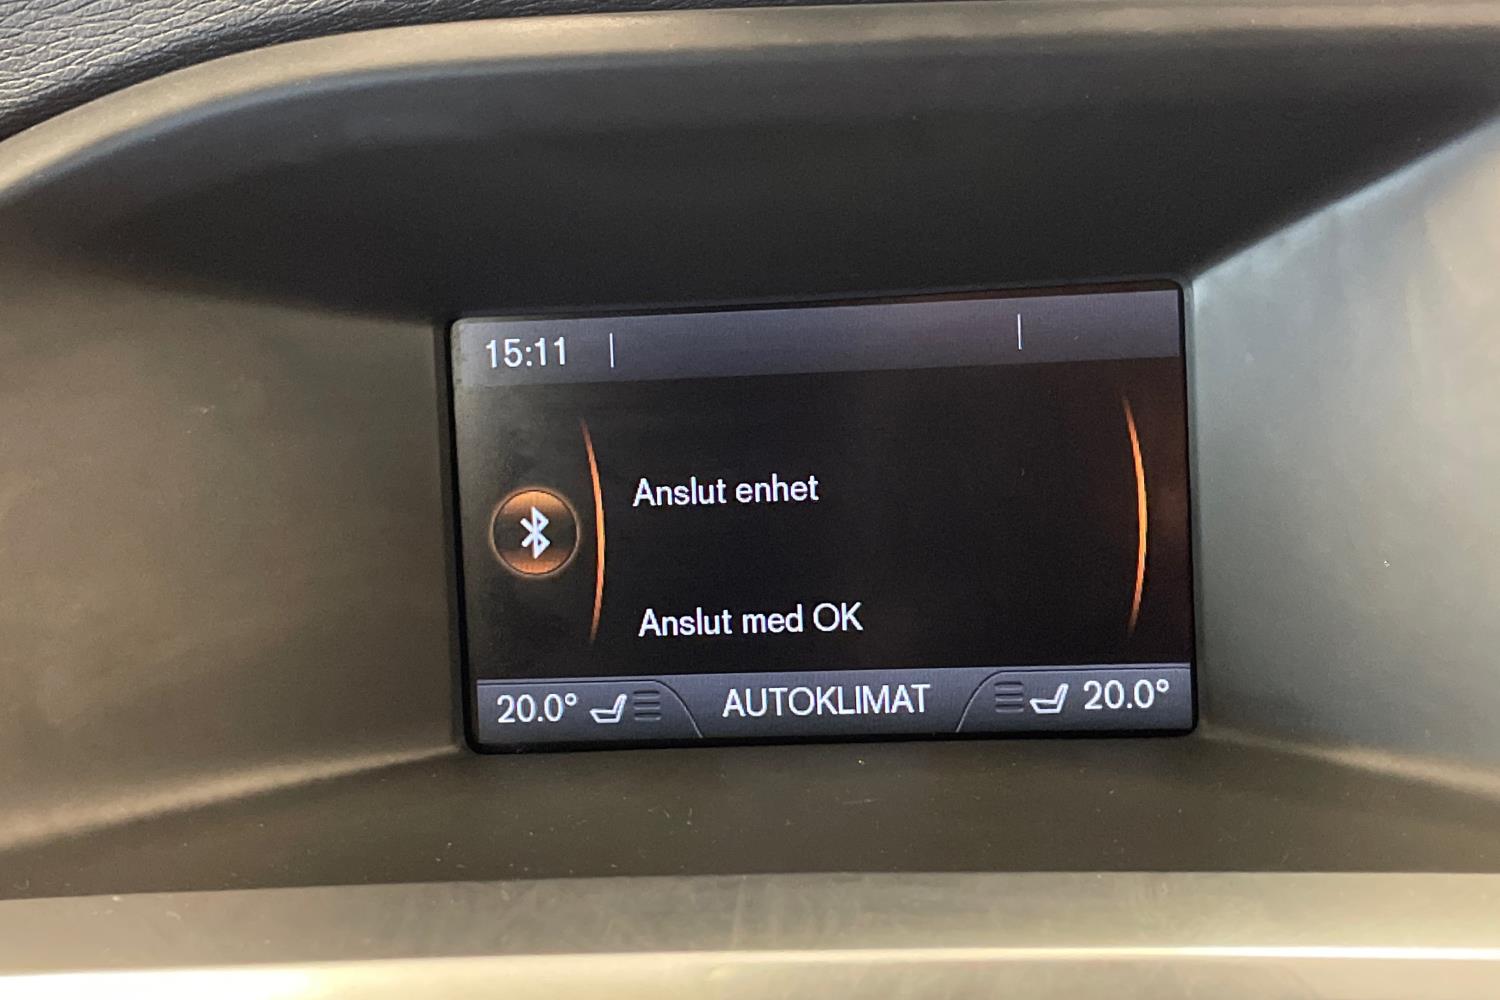 15:11
Anslut enhet
Anslut med OK
20.0° AUTOKLIMAT 20.0°